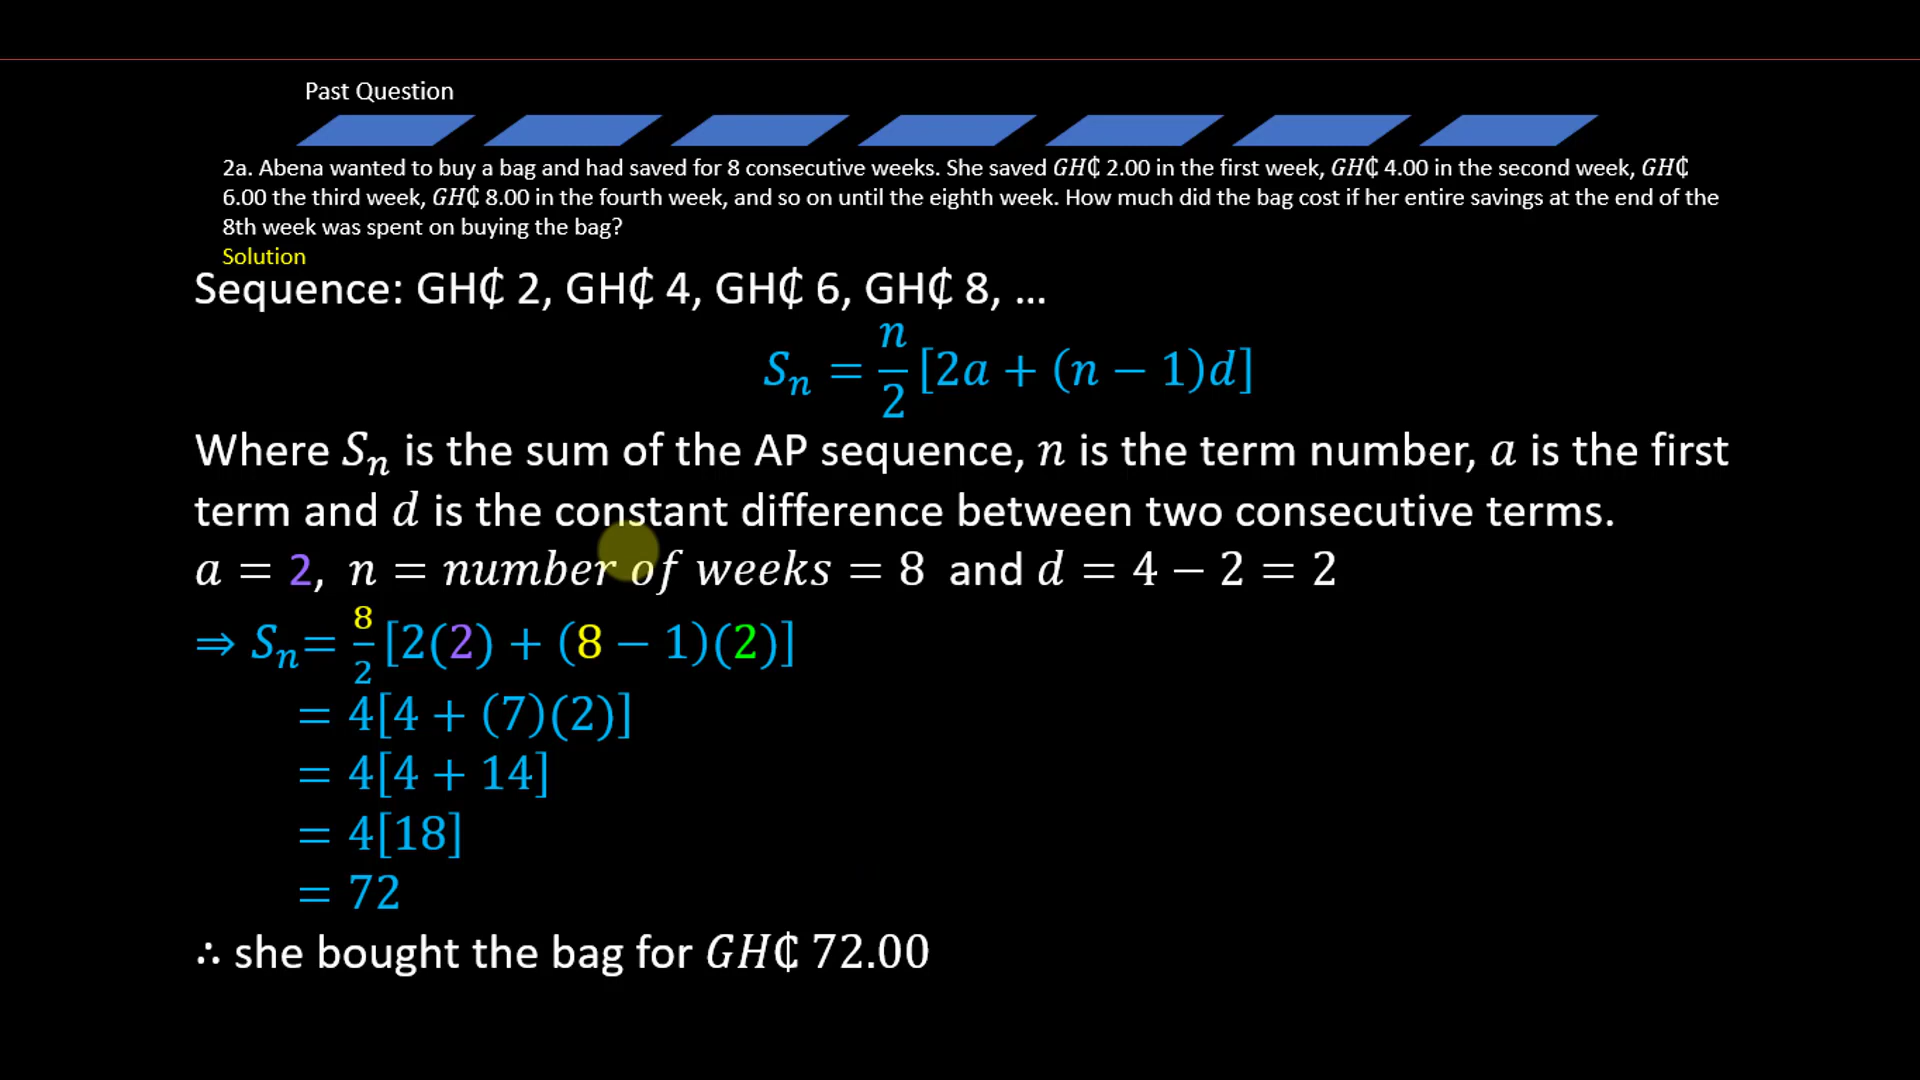 Past Question
2a. Abena wanted to buy a bag and had saved for 8 consecutive weeks. She saved GH₵ 2.00 in the first week, GH₵ 4.00 in the second week, GH₵
6.00 the third week, GH₵ 8.00 in the fourth week, and so on until the eighth week. How much did the bag cost if her entire savings at the end of the
8th week was spent on buying the bag?
Solution
Sequence: GH₵ 2, GH₵ 4, GH₵ 6, GH₵ 8, ...
Sₙ = n/2 [2a + (n − 1)d]
Where Sₙ is the sum of the AP sequence, n is the term number, a is the first
term and d is the constant difference between two consecutive terms.
a = 2, n = number of weeks = 8 and d = 4 − 2 = 2
⇒ Sₙ= 8/2 [2(2) + (8 − 1)(2)]
= 4[4 + (7)(2)]
= 4[4 + 14]
= 4[18]
= 72
∴ she bought the bag for GH₵ 72.00